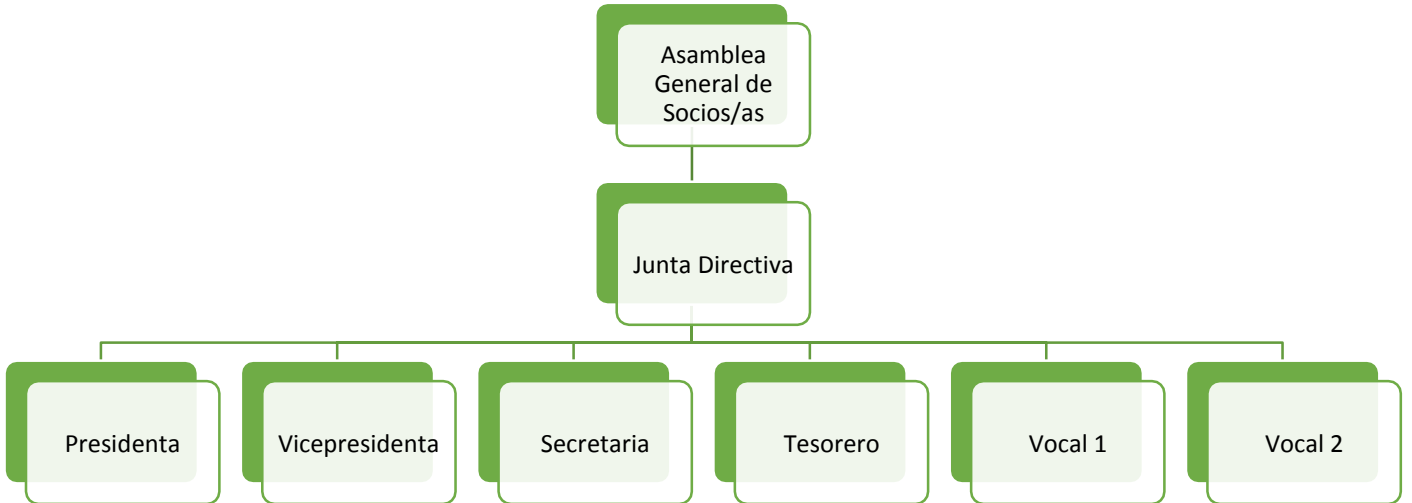 Asamblea
General de
Socios/as
Junta Directiva
Presidenta
Vicepresidenta
Secretaria
Tesorero
Vocal 1
Vocal 2